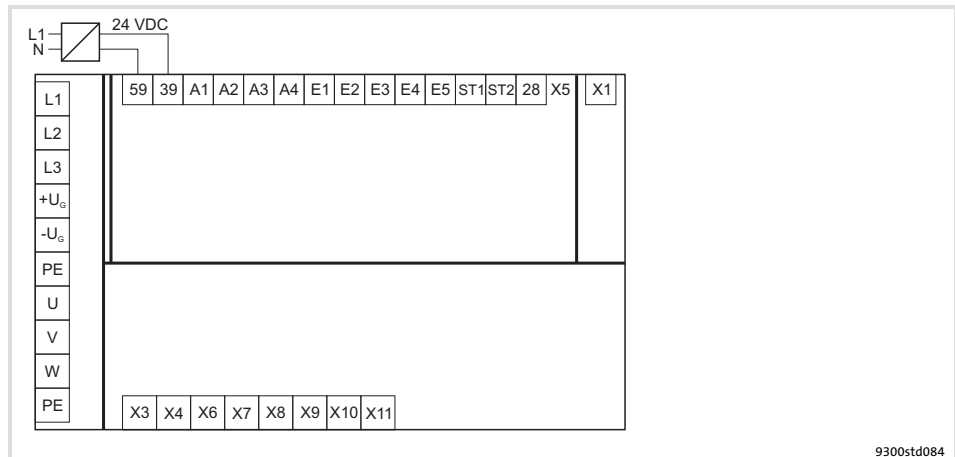 24 VDC
L1
N
59 39 A1 A2 A3 A4 E1 E2 E3 E4 E5 ST1 ST2 28 X5 X1
L1
L2
L3
+UG
-UG
PE
U
V
W
PE
X3 X4 X6 X7 X8 X9 X10 X11
9300std084